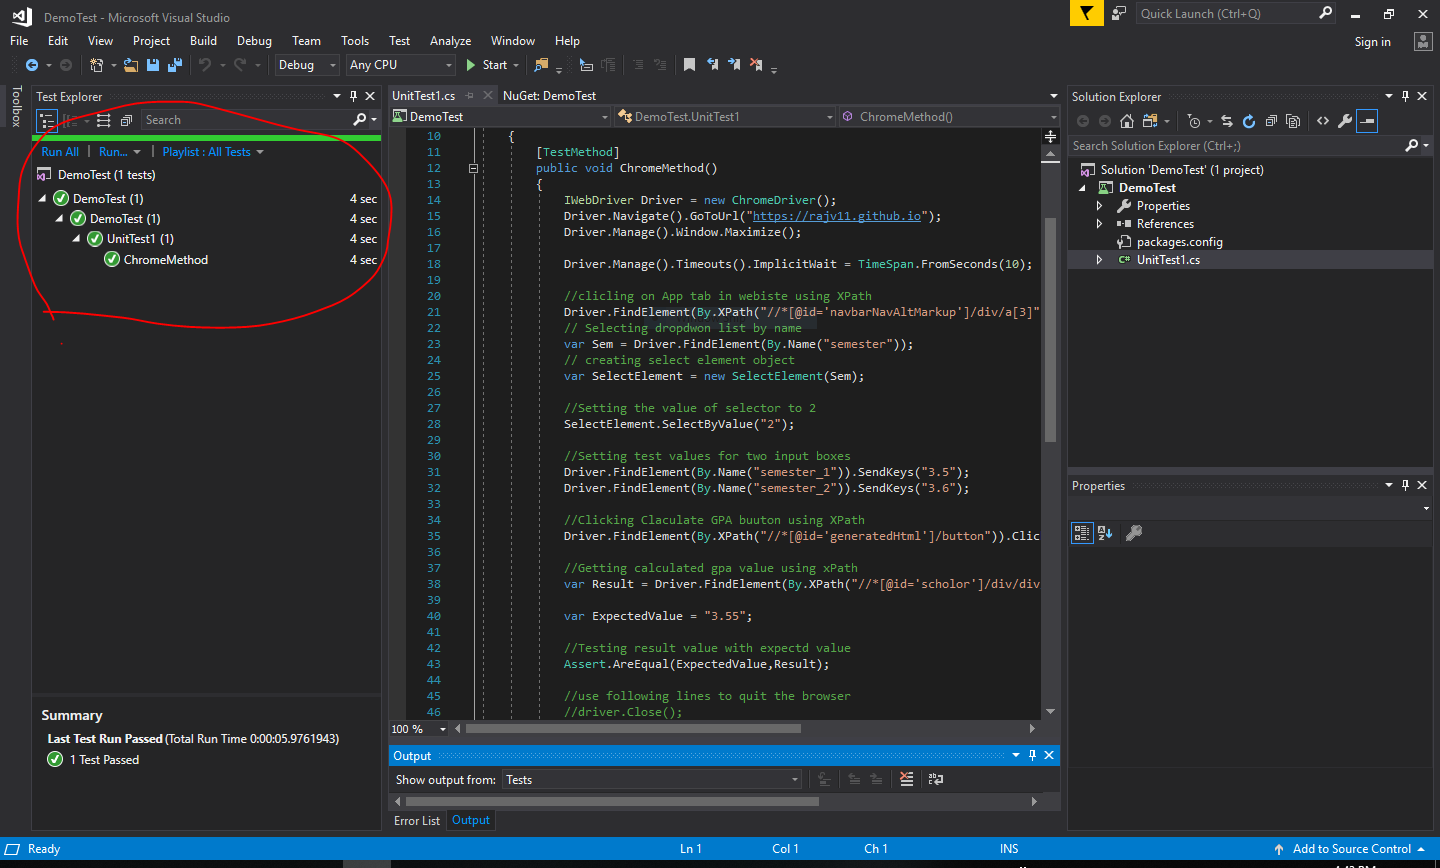 DemoTest - Microsoft Visual Studio
Quick Launch (Ctrl+Q)
File Edit View Project Build Debug Team Tools Test Analyze Window Help
Sign in
Debug Any CPU Start
Toolbox
Test Explorer
Search
Run All | Run... | Playlist : All Tests
DemoTest (1 tests)
DemoTest (1) 4 sec
DemoTest (1) 4 sec
UnitTest1 (1) 4 sec
ChromeMethod 4 sec
Summary
Last Test Run Passed (Total Run Time 0:00:05.9761943)
1 Test Passed
UnitTest1.cs NuGet: DemoTest
DemoTest DemoTest.UnitTest1 ChromeMethod()
10 {
11 [TestMethod]
12 public void ChromeMethod()
13 {
14 IWebDriver Driver = new ChromeDriver();
15 Driver.Navigate().GoToUrl("https://rajv11.github.io");
16 Driver.Manage().Window.Maximize();
17
18 Driver.Manage().Timeouts().ImplicitWait = TimeSpan.FromSeconds(10);
19
20 //clicling on App tab in webiste using XPath
21 Driver.FindElement(By.XPath("//*[@id='navbarNavAltMarkup']/div/a[3]"
22 // Selecting dropdwon list by name
23 var Sem = Driver.FindElement(By.Name("semester"));
24 // creating select element object
25 var SelectElement = new SelectElement(Sem);
26
27 //Setting the value of selector to 2
28 SelectElement.SelectByValue("2");
29
30 //Setting test values for two input boxes
31 Driver.FindElement(By.Name("semester_1")).SendKeys("3.5");
32 Driver.FindElement(By.Name("semester_2")).SendKeys("3.6");
33
34 //Clicking Claculate GPA buuton using XPath
35 Driver.FindElement(By.XPath("//*[@id='generatedHtml']/button")).Clic
36
37 //Getting calculated gpa value using xPath
38 var Result = Driver.FindElement(By.XPath("//*[@id='scholor']/div/div
39
40 var ExpectedValue = "3.55";
41
42 //Testing result value with expectd value
43 Assert.AreEqual(ExpectedValue,Result);
44
45 //use following lines to quit the browser
46 //driver.Close();
100 %
Output
Show output from: Tests
Error List Output
Solution Explorer
Search Solution Explorer (Ctrl+;)
Solution 'DemoTest' (1 project)
DemoTest
Properties
References
packages.config
C# UnitTest1.cs
Properties
Ready Ln 1 Col 1 Ch 1 INS Add to Source Control